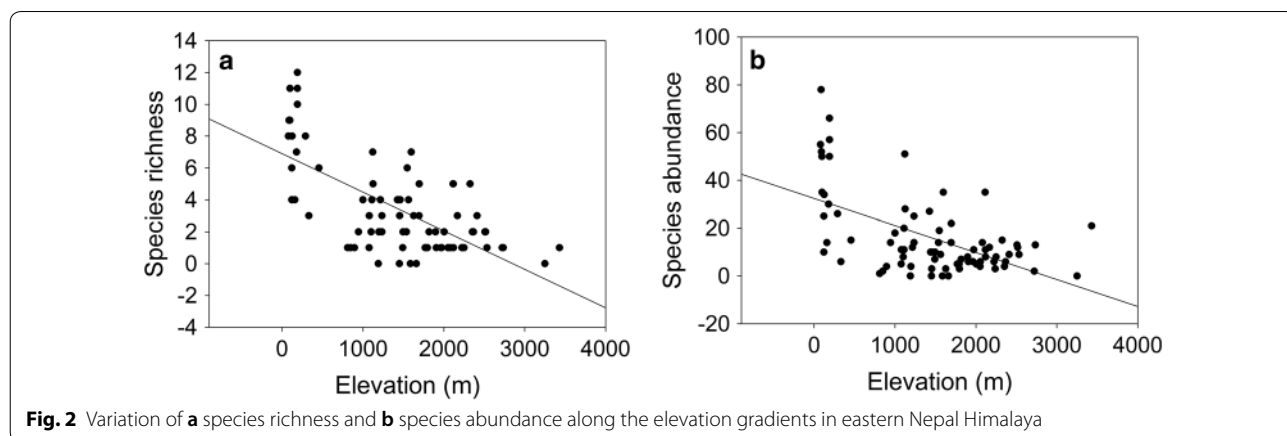 a
14
12
10
8
6
4
2
0
-2
-4
Species richness
0 1000 2000 3000 4000
Elevation (m)
b
100
80
60
40
20
0
-20
Species abundance
0 1000 2000 3000 4000
Elevation (m)
Fig. 2 Variation of a species richness and b species abundance along the elevation gradients in eastern Nepal Himalaya